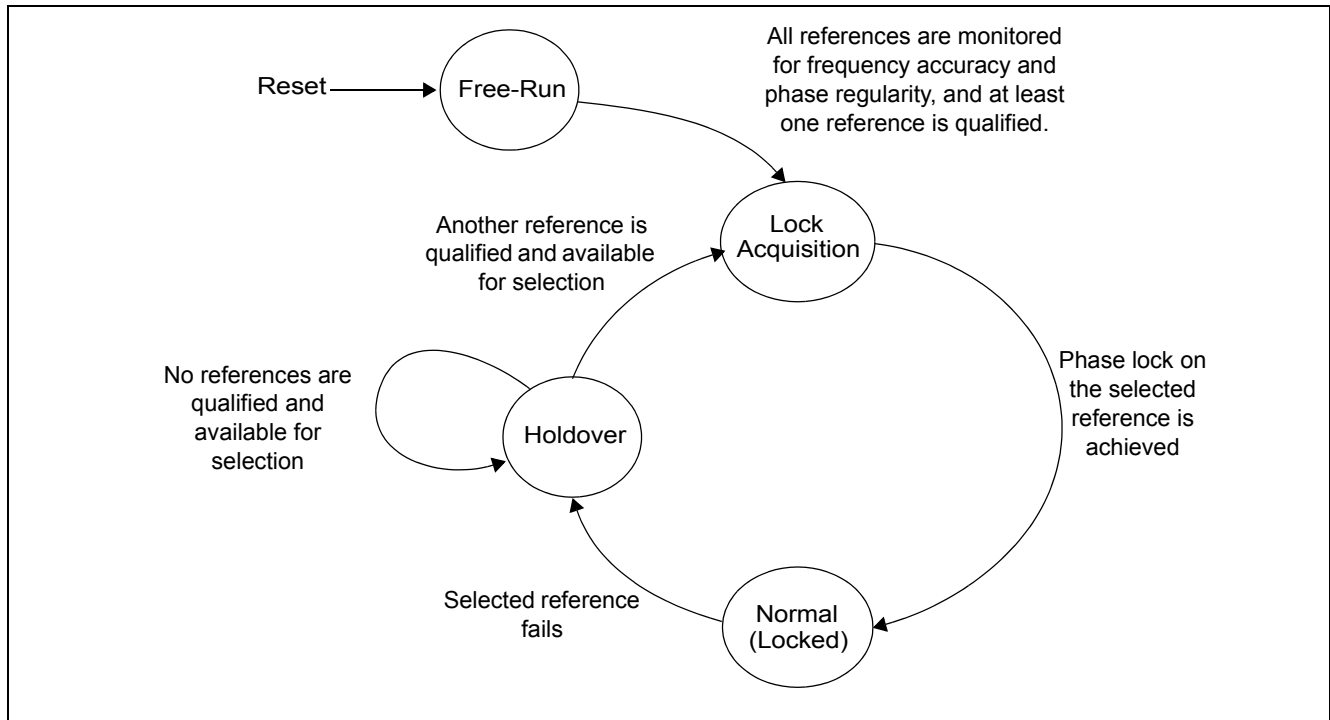 All references are monitored
for frequency accuracy and
phase regularity, and at least
one reference is qualified.
Reset
Free-Run
Another reference is
qualified and available
for selection
Lock
Acquisition
No references are
qualified and
available for
selection
Holdover
Phase lock on
the selected
reference is
achieved
Selected reference
fails
Normal
(Locked)